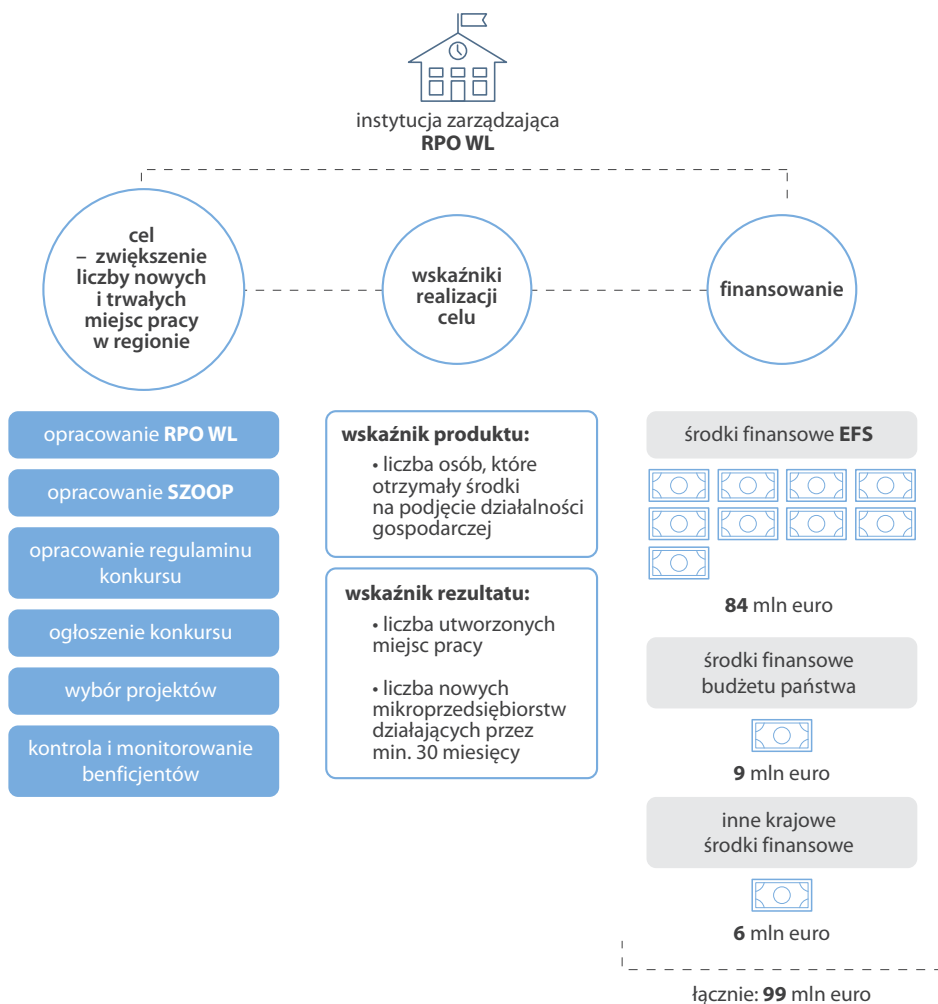 instytucja zarządzająca
RPO WL
cel
– zwiększenie
liczby nowych
i trwałych
miejsc pracy
w regionie
wskaźniki
realizacji
celu
finansowanie
opracowanie RPO WL
opracowanie SZOOP
opracowanie regulaminu
konkursu
ogłoszenie konkursu
wybór projektów
kontrola i monitorowanie
benficjentów
wskaźnik produktu:
• liczba osób, które
otrzymały środki
na podjęcie działalności
gospodarczej
wskaźnik rezultatu:
• liczba utworzonych
miejsc pracy
• liczba nowych
mikroprzedsiębiorstw
działających przez
min. 30 miesięcy
środki finansowe EFS
84 mln euro
środki finansowe
budżetu państwa
9 mln euro
inne krajowe
środki finansowe
6 mln euro
łącznie: 99 mln euro